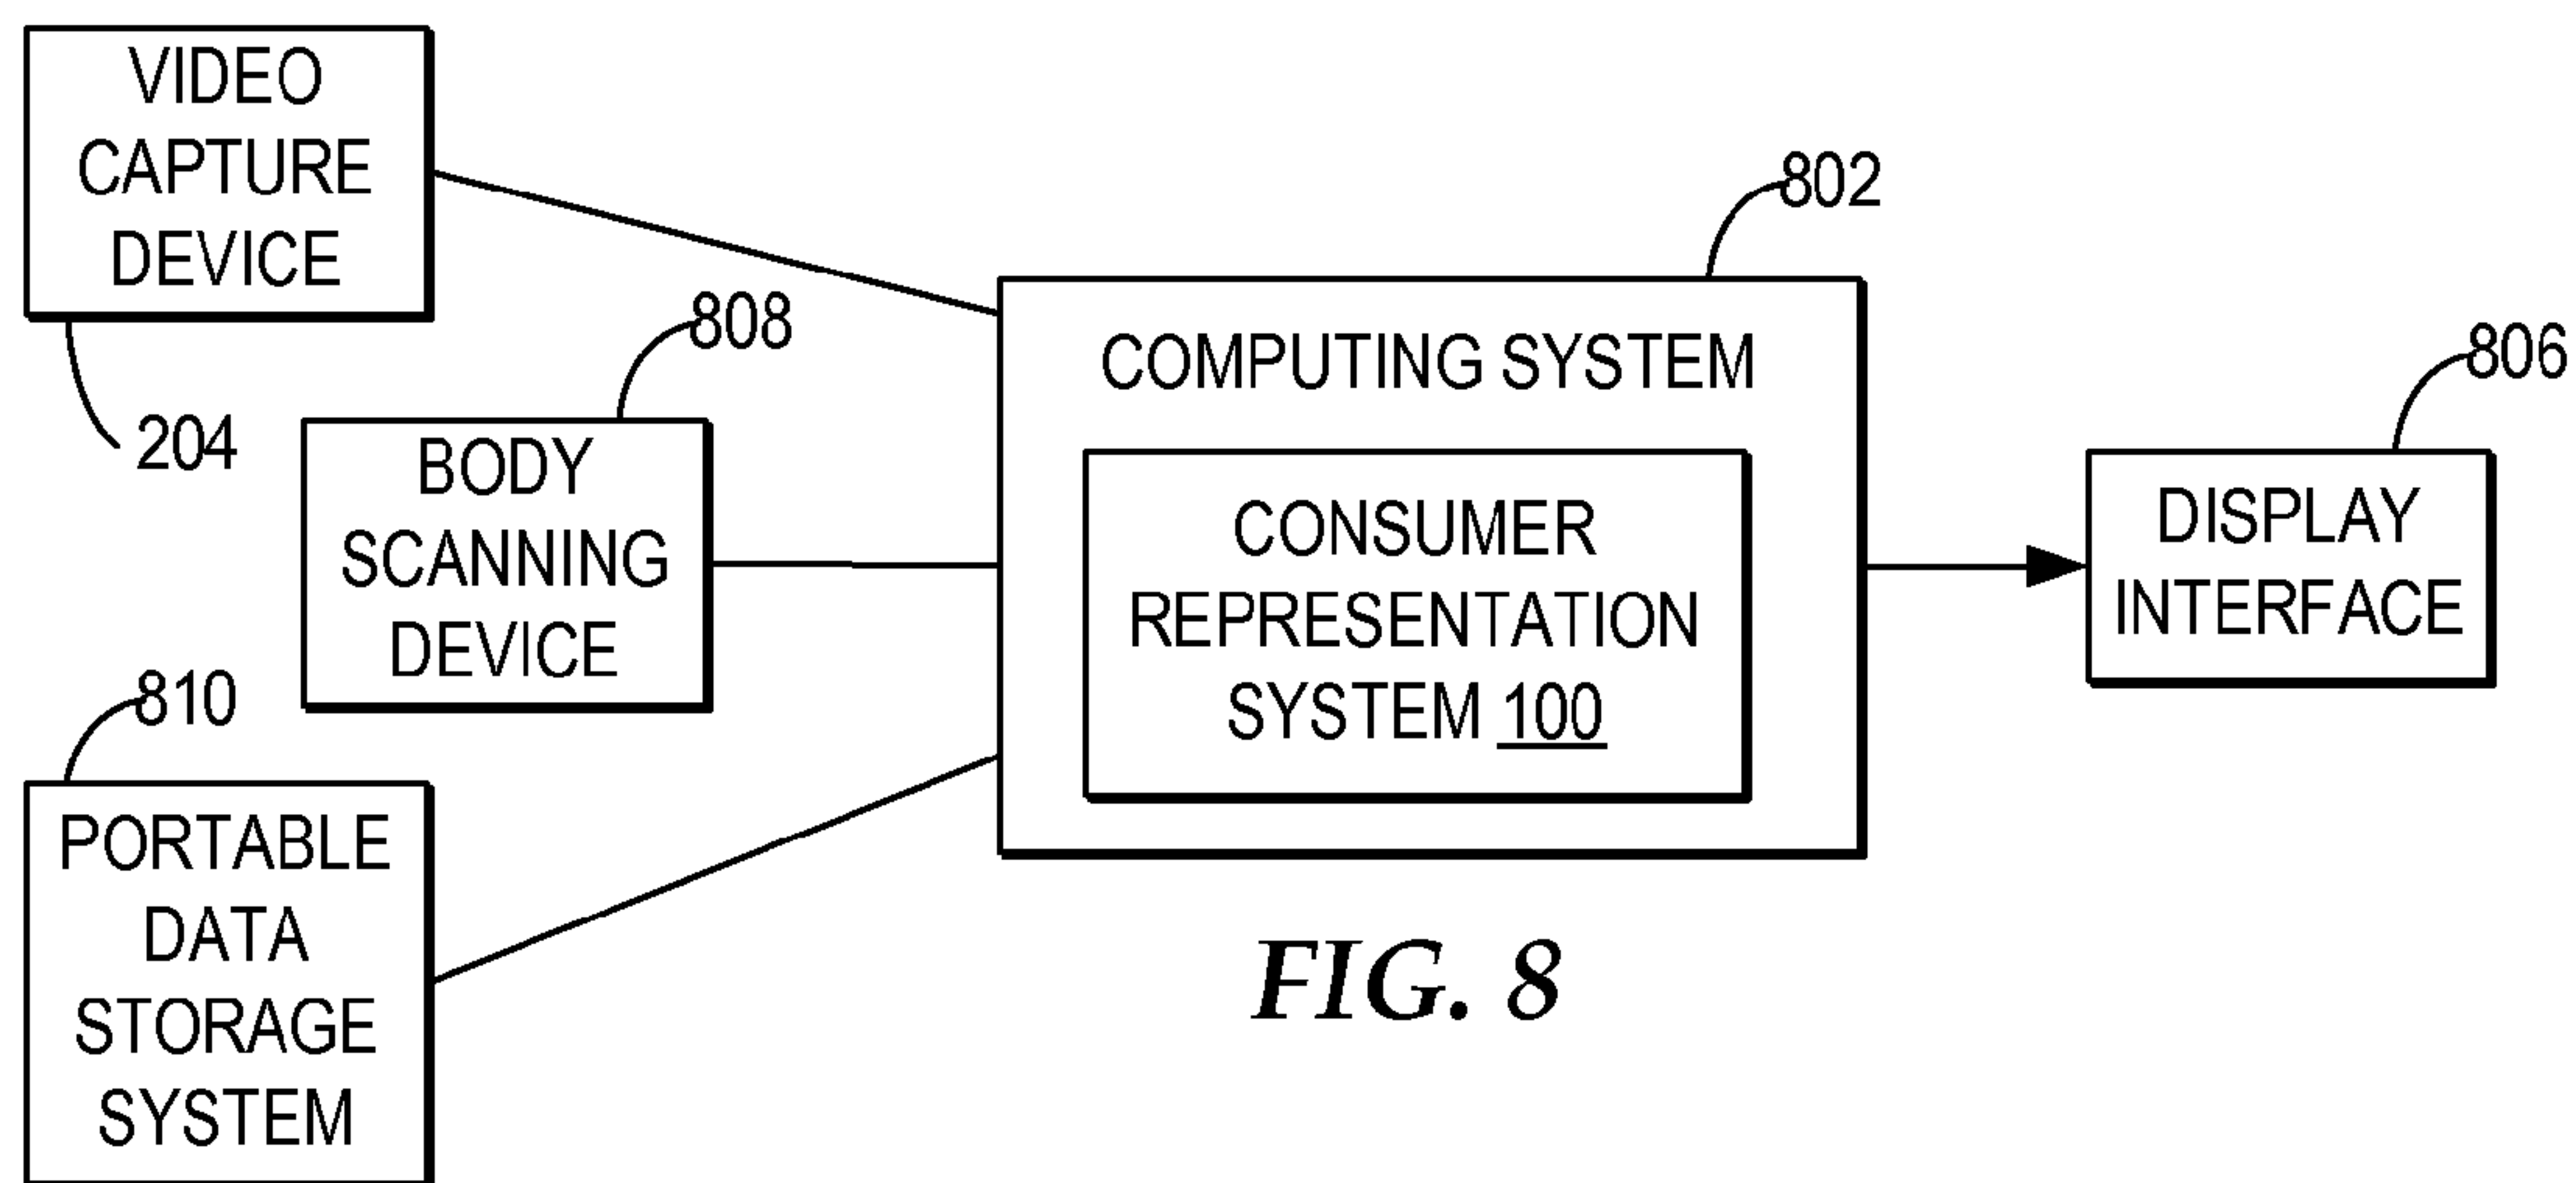 VIDEO
CAPTURE
DEVICE
204
808
BODY
SCANNING
DEVICE
810
PORTABLE
DATA
STORAGE
SYSTEM
802
COMPUTING SYSTEM
CONSUMER
REPRESENTATION
SYSTEM 100
806
DISPLAY
INTERFACE
FIG. 8